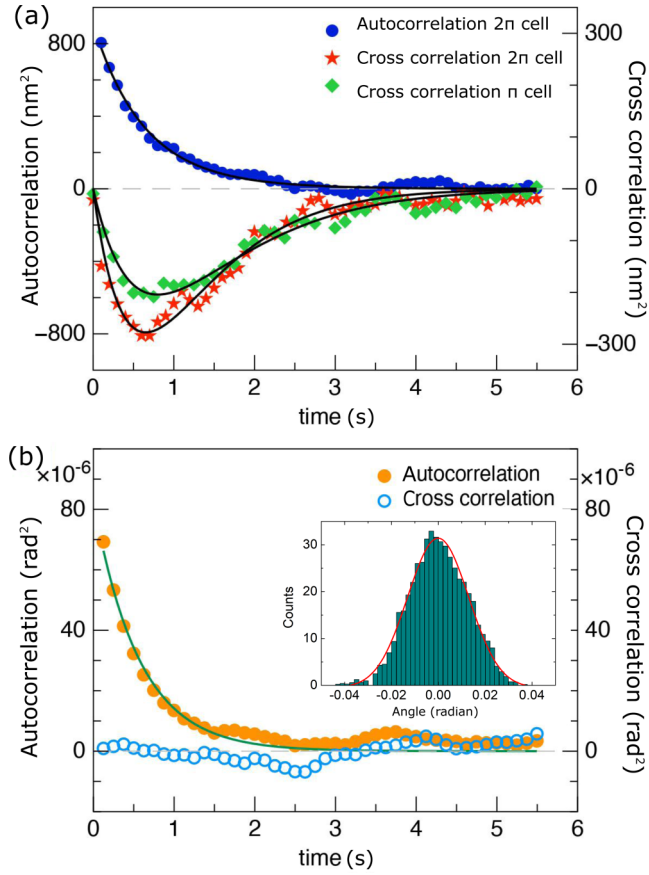 (a)
Autocorrelation 2π cell
Cross correlation 2π cell
Cross correlation π cell
800
0
−800
Autocorrelation (nm²)
300
0
−300
Cross correlation (nm²)
0 1 2 3 4 5 6
time (s)
(b)
×10⁻⁶
80
40
0
Autocorrelation (rad²)
Autocorrelation
Cross correlation
×10⁻⁶
80
40
0
Cross correlation (rad²)
30
20
10
0
Counts
-0.04 -0.02 0.00 0.02 0.04
Angle (radian)
0 1 2 3 4 5 6
time (s)